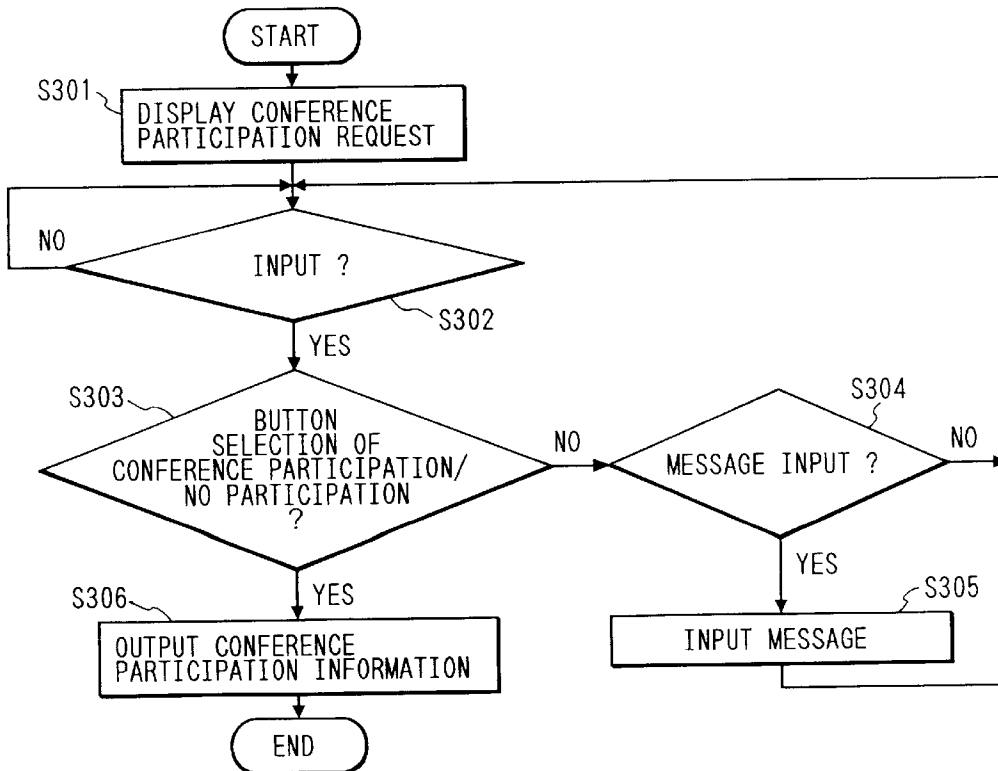 START
S301
DISPLAY CONFERENCE
PARTICIPATION REQUEST
NO
INPUT ?
S302
YES
S303
BUTTON
SELECTION OF
CONFERENCE PARTICIPATION/
NO PARTICIPATION
?
NO
S304
MESSAGE INPUT ?
NO
YES
YES
S305
INPUT MESSAGE
S306
OUTPUT CONFERENCE
PARTICIPATION INFORMATION
END